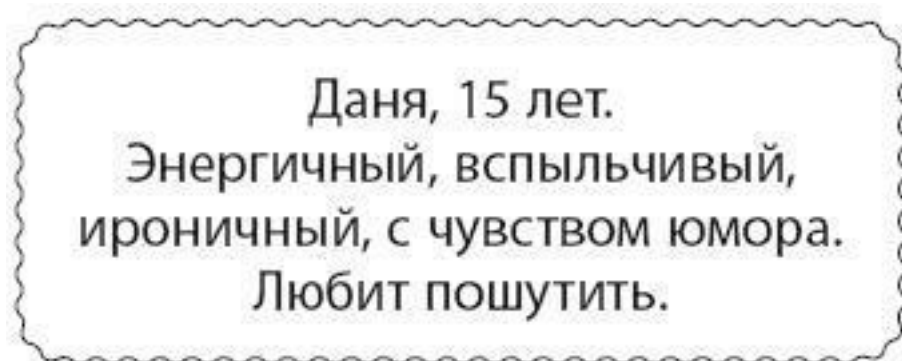 Даня, 15 лет.
Энергичный, вспыльчивый,
ироничный, с чувством юмора.
Любит пошутить.